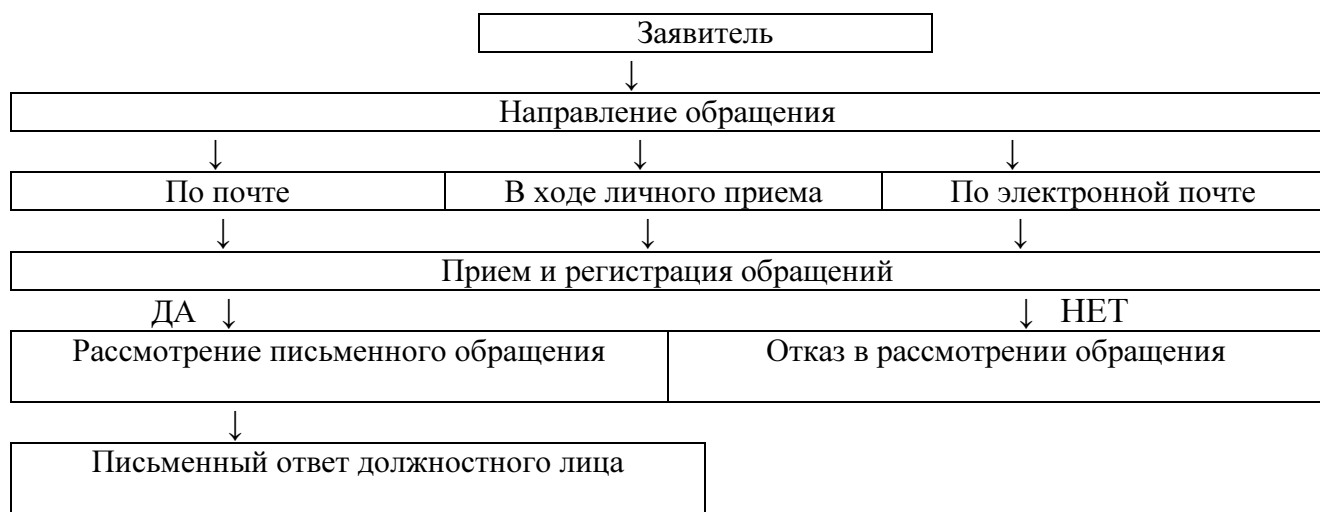 Заявитель
↓
Направление обращения
↓ ↓ ↓
По почте В ходе личного приема По электронной почте
↓ ↓ ↓
Прием и регистрация обращений
ДА ↓ ↓ НЕТ
Рассмотрение письменного обращения Отказ в рассмотрении обращения
↓
Письменный ответ должностного лица